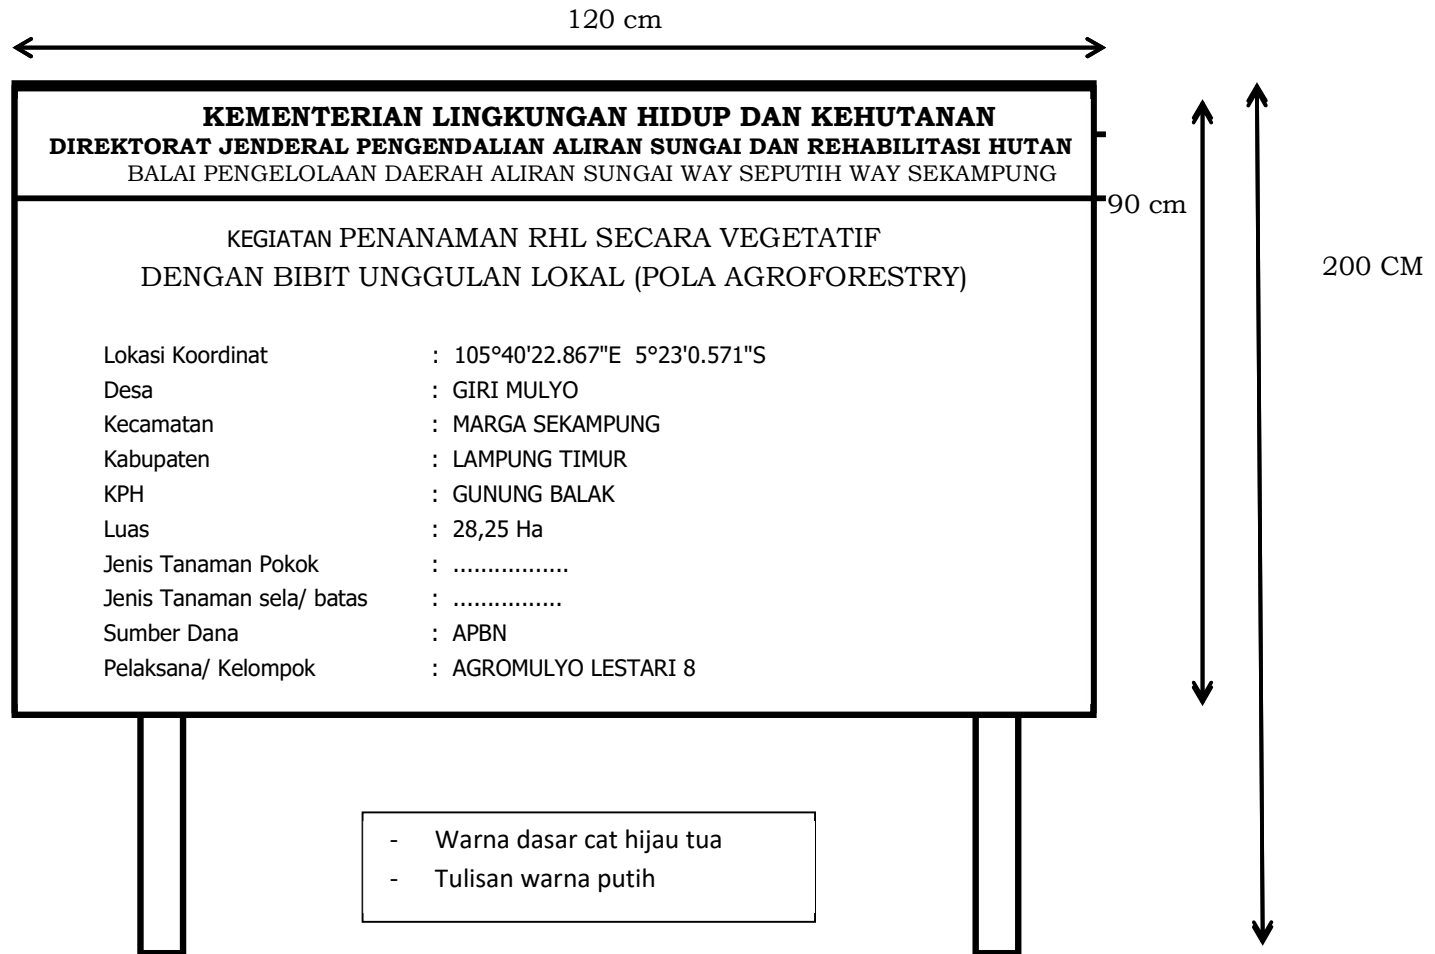 120 cm
KEMENTERIAN LINGKUNGAN HIDUP DAN KEHUTANAN
DIREKTORAT JENDERAL PENGENDALIAN ALIRAN SUNGAI DAN REHABILITASI HUTAN
BALAI PENGELOLAAN DAERAH ALIRAN SUNGAI WAY SEPUTIH WAY SEKAMPUNG
90 cm
KEGIATAN PENANAMAN RHL SECARA VEGETATIF
DENGAN BIBIT UNGGULAN LOKAL (POLA AGROFORESTRY)
200 CM
Lokasi Koordinat : 105°40'22.867"E 5°23'0.571"S
Desa : GIRI MULYO
Kecamatan : MARGA SEKAMPUNG
Kabupaten : LAMPUNG TIMUR
KPH : GUNUNG BALAK
Luas : 28,25 Ha
Jenis Tanaman Pokok : .................
Jenis Tanaman sela/ batas : ................
Sumber Dana : APBN
Pelaksana/ Kelompok : AGROMULYO LESTARI 8
- Warna dasar cat hijau tua
- Tulisan warna putih